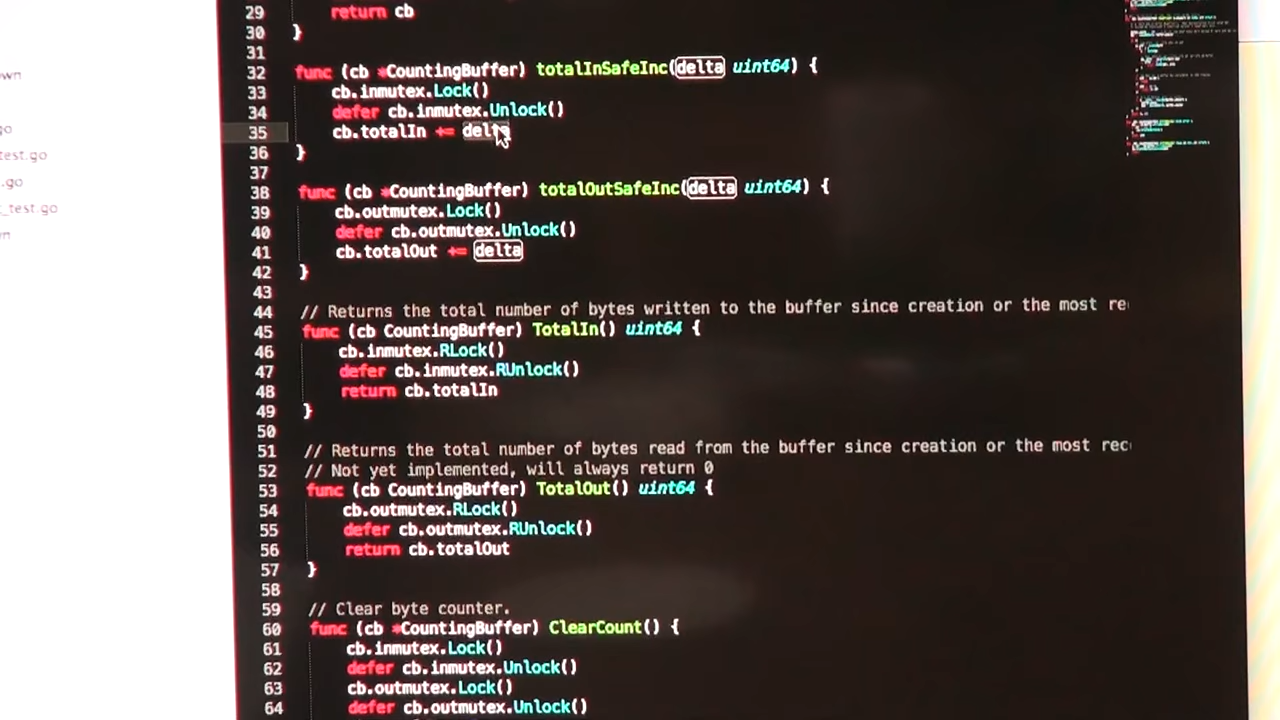 29 return cb
30 }
31
32 func (cb *CountingBuffer) totalInSafeInc(delta uint64) {
33 cb.inmutex.Lock()
34 defer cb.inmutex.Unlock()
35 cb.totalIn += delta
36 }
37
38 func (cb *CountingBuffer) totalOutSafeInc(delta uint64) {
39 cb.outmutex.Lock()
40 defer cb.outmutex.Unlock()
41 cb.totalOut += delta
42 }
43
44 // Returns the total number of bytes written to the buffer since creation or the most re
45 func (cb CountingBuffer) TotalIn() uint64 {
46 cb.inmutex.RLock()
47 defer cb.inmutex.RUnlock()
48 return cb.totalIn
49 }
50
51 // Returns the total number of bytes read from the buffer since creation or the most rec
52 // Not yet implemented, will always return 0
53 func (cb CountingBuffer) TotalOut() uint64 {
54 cb.outmutex.RLock()
55 defer cb.outmutex.RUnlock()
56 return cb.totalOut
57 }
58
59 // Clear byte counter.
60 func (cb *CountingBuffer) ClearCount() {
61 cb.inmutex.Lock()
62 defer cb.inmutex.Unlock()
63 cb.outmutex.Lock()
64 defer cb.outmutex.Unlock()
own
go
test.go
.go
_test.go